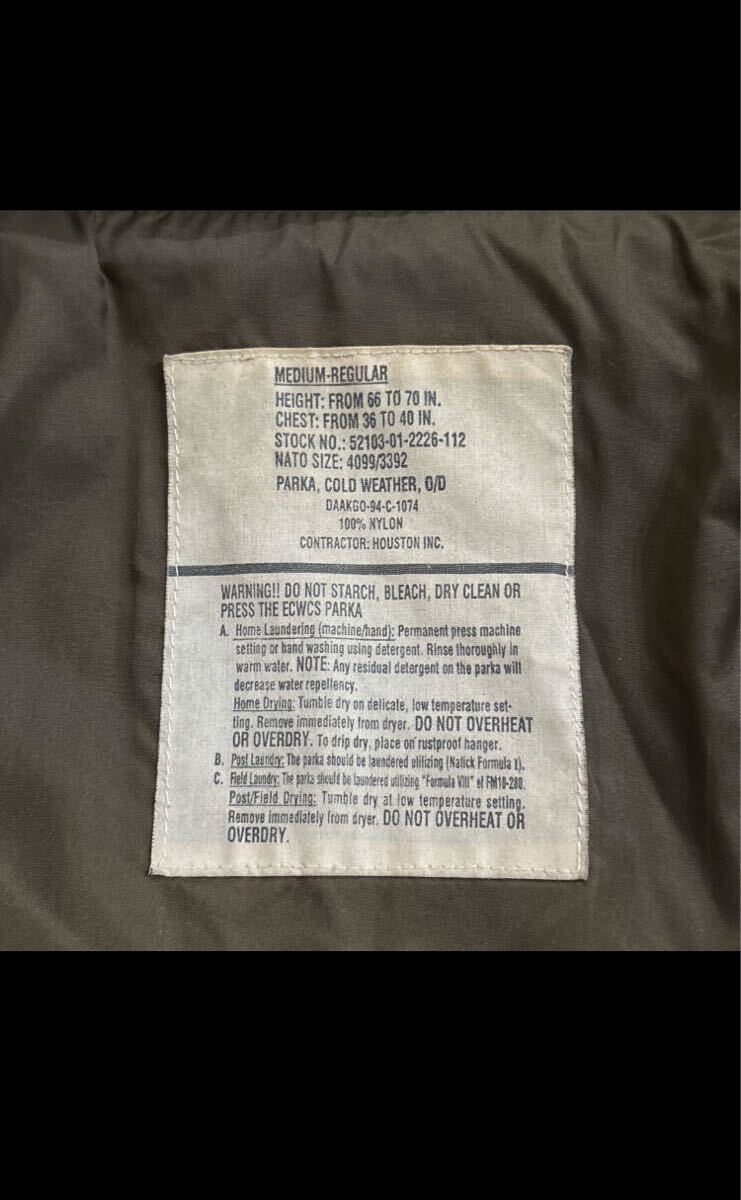 MEDIUM-REGULAR
HEIGHT: FROM 66 TO 70 IN.
CHEST: FROM 36 TO 40 IN.
STOCK NO.: 52103-01-2226-112
NATO SIZE: 4099/3392
PARKA, COLD WEATHER, O/D
DAAKGO-94-C-1074
100% NYLON
CONTRACTOR: HOUSTON INC.
WARNING!! DO NOT STARCH, BLEACH, DRY CLEAN OR
PRESS THE ECWCS PARKA
A. Home Laundering (machine/hand): Permanent press machine
setting or hand washing using detergent. Rinse thoroughly in
warm water. NOTE: Any residual detergent on the parka will
decrease water repellency.
Home Drying: Tumble dry on delicate, low temperature set-
ting. Remove immediately from dryer. DO NOT OVERHEAT
OR OVERDRY. To drip dry, place on rustproof hanger.
B. Post Laundry: The parka should be laundered utilizing (Natick Formula I).
C. Field Laundry: The parka should be laundered utilizing "Formula VIII" of FM10-280.
Post/Field Drying: Tumble dry at low temperature setting.
Remove immediately from dryer. DO NOT OVERHEAT OR
OVERDRY.